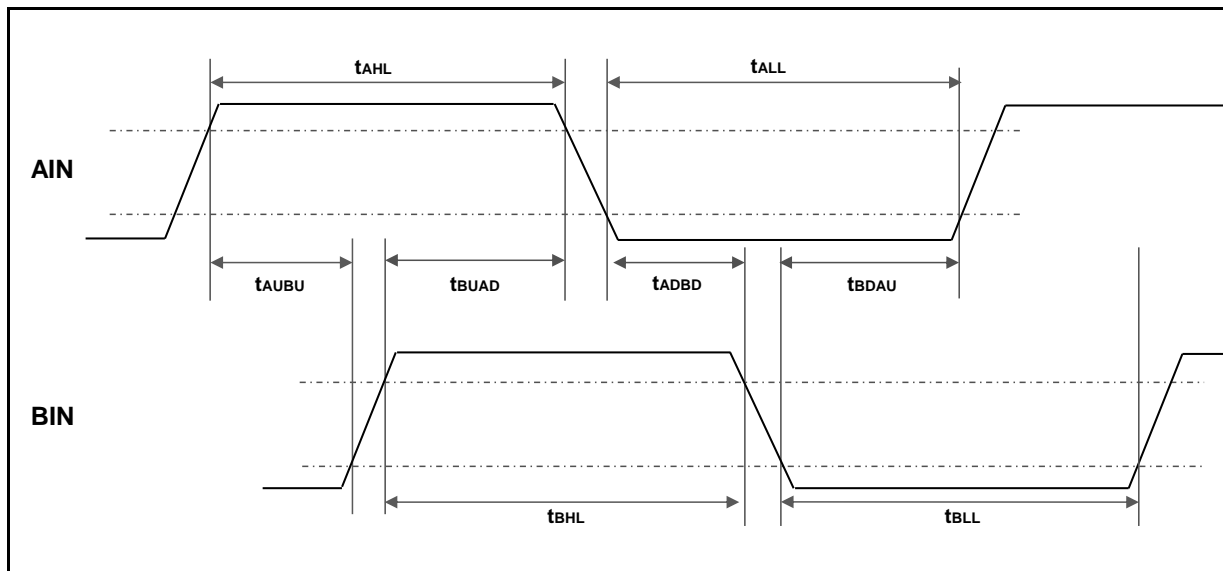 tAHL
tALL
AIN
tAUBU
tBUAD
tADBD
tBDAU
BIN
tBHL
tBLL